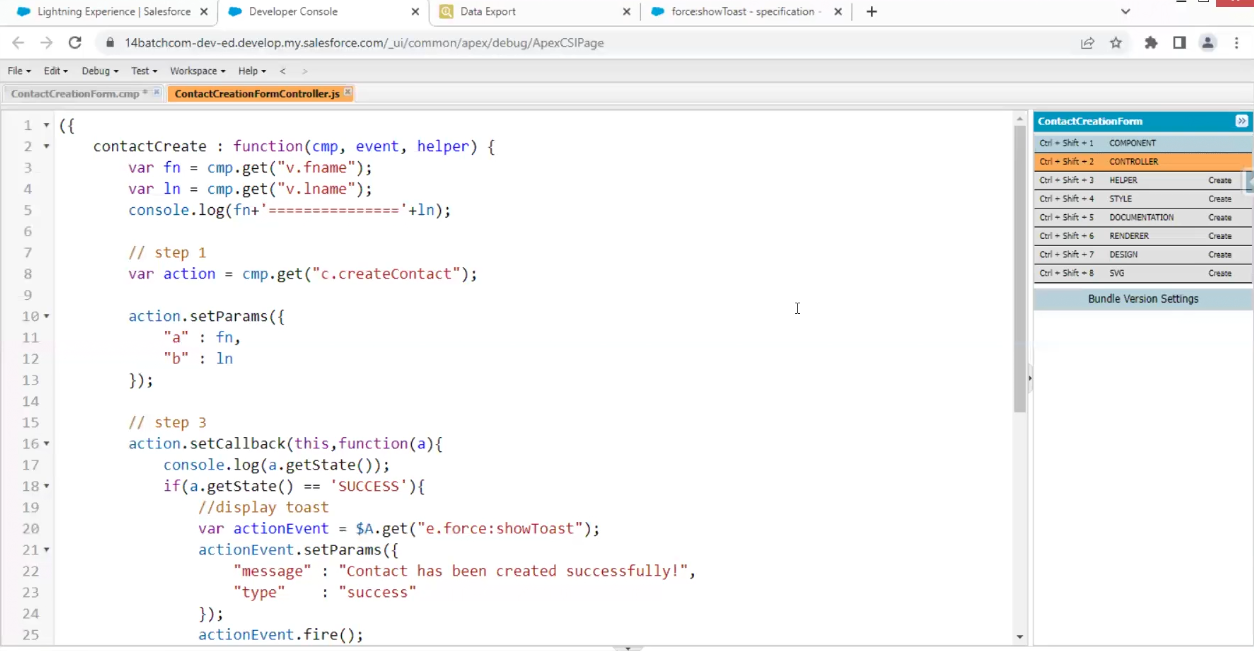 Lightning Experience | Salesforce
Developer Console
Data Export
force:showToast - specification -
14batchcom-dev-ed.develop.my.salesforce.com/_ui/common/apex/debug/ApexCSIPage
File Edit Debug Test Workspace Help < >
ContactCreationForm.cmp *
ContactCreationFormController.js
1 ({
2 contactCreate : function(cmp, event, helper) {
3 var fn = cmp.get("v.fname");
4 var ln = cmp.get("v.lname");
5 console.log(fn+'==============='+ln);
6
7 // step 1
8 var action = cmp.get("c.createContact");
9
10 action.setParams({
11 "a" : fn,
12 "b" : ln
13 });
14
15 // step 3
16 action.setCallback(this,function(a){
17 console.log(a.getState());
18 if(a.getState() == 'SUCCESS'){
19 //display toast
20 var actionEvent = $A.get("e.force:showToast");
21 actionEvent.setParams({
22 "message" : "Contact has been created successfully!",
23 "type" : "success"
24 });
25 actionEvent.fire();
ContactCreationForm
Ctrl + Shift + 1 COMPONENT
Ctrl + Shift + 2 CONTROLLER
Ctrl + Shift + 3 HELPER Create
Ctrl + Shift + 4 STYLE Create
Ctrl + Shift + 5 DOCUMENTATION Create
Ctrl + Shift + 6 RENDERER Create
Ctrl + Shift + 7 DESIGN Create
Ctrl + Shift + 8 SVG Create
Bundle Version Settings